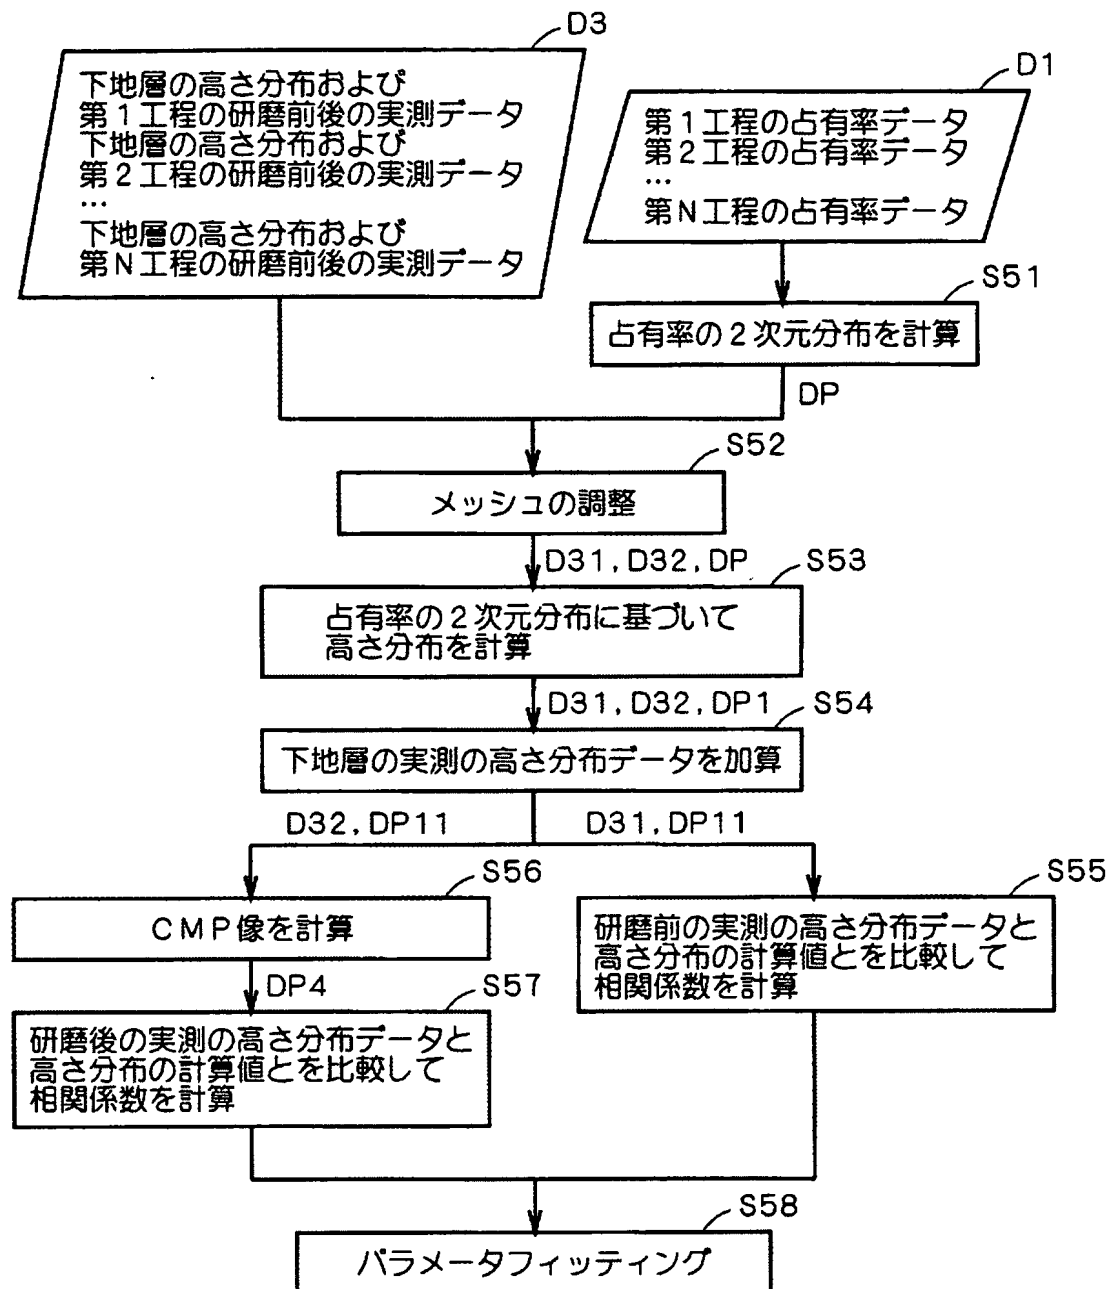 D3
下地層の高さ分布および
第1工程の研磨前後の実測データ
下地層の高さ分布および
第2工程の研磨前後の実測データ
…
下地層の高さ分布および
第N工程の研磨前後の実測データ
D1
第1工程の占有率データ
第2工程の占有率データ
…
第N工程の占有率データ
S51
占有率の2次元分布を計算
DP
S52
メッシュの調整
D31,D32,DP
S53
占有率の2次元分布に基づいて
高さ分布を計算
D31,D32,DP1
S54
下地層の実測の高さ分布データを加算
D32,DP11
D31,DP11
S56
CMP像を計算
S55
研磨前の実測の高さ分布データと
高さ分布の計算値とを比較して
相関係数を計算
DP4
S57
研磨後の実測の高さ分布データと
高さ分布の計算値とを比較して
相関係数を計算
S58
パラメータフィッティング